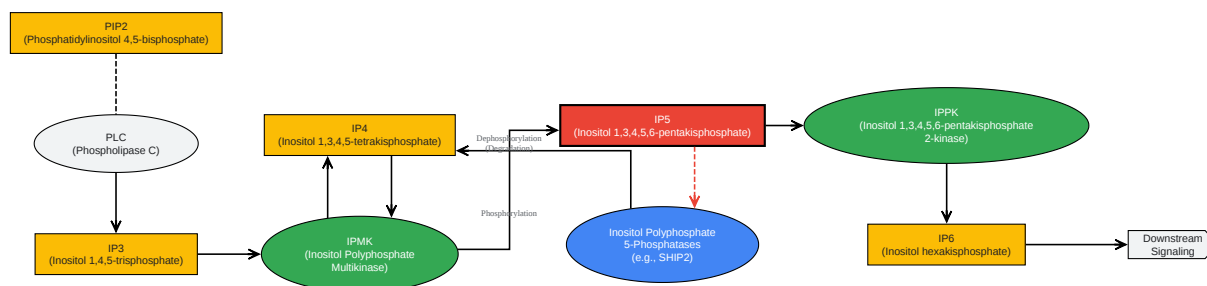 PIP2
(Phosphatidylinositol 4,5-bisphosphate)
PLC
(Phospholipase C)
IP3
(Inositol 1,4,5-trisphosphate)
IP4
(Inositol 1,3,4,5-tetrakisphosphate)
IPMK
(Inositol Polyphosphate
Multikinase)
Dephosphorylation
(Degradation)
Phosphorylation
IP5
(Inositol 1,3,4,5,6-pentakisphosphate)
Inositol Polyphosphate
5-Phosphatases
(e.g., SHIP2)
IPPK
(Inositol 1,3,4,5,6-pentakisphosphate
2-kinase)
IP6
(Inositol hexakisphosphate)
Downstream
Signaling